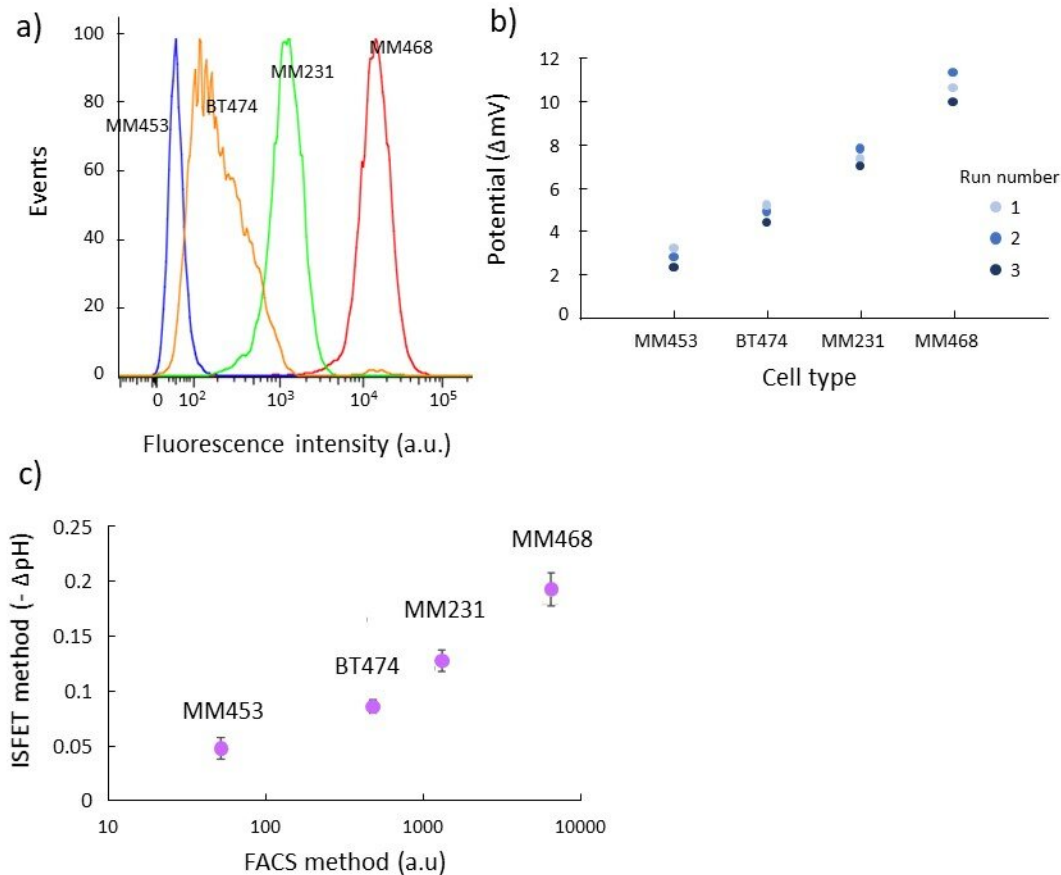 a)
100
80
60
40
20
0
Events
MM453
BT474
MM231
MM468
0 10² 10³ 10⁴ 10⁵
Fluorescence intensity (a.u.)
b)
12
10
8
6
4
2
0
Potential (ΔmV)
MM453 BT474 MM231 MM468
Cell type
Run number
1
2
3
c)
0.25
0.2
0.15
0.1
0.05
0
ISFET method (- ΔpH)
MM468
MM231
BT474
MM453
10 100 1000 10000
FACS method (a.u)